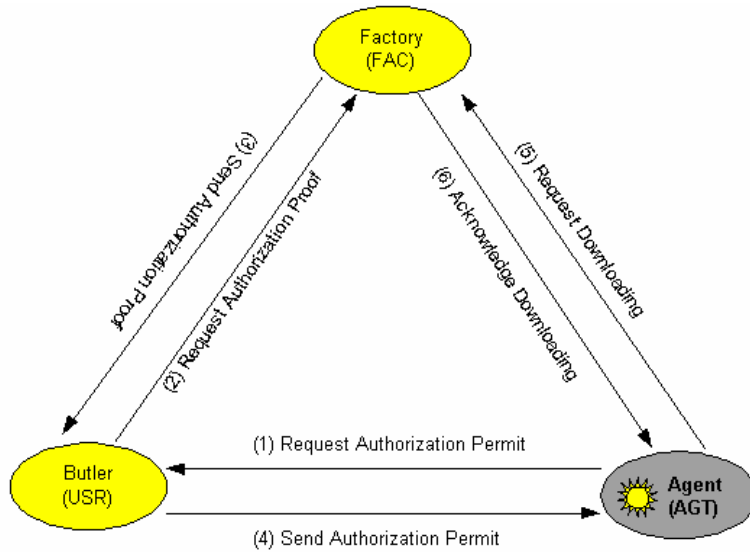 Factory
(FAC)
(3) Send Authorization Proof
(2) Request Authorization Proof
(6) Acknowledge Downloading
(5) Request Downloading
(1) Request Authorization Permit
Butler
(USR)
Agent
(AGT)
(4) Send Authorization Permit